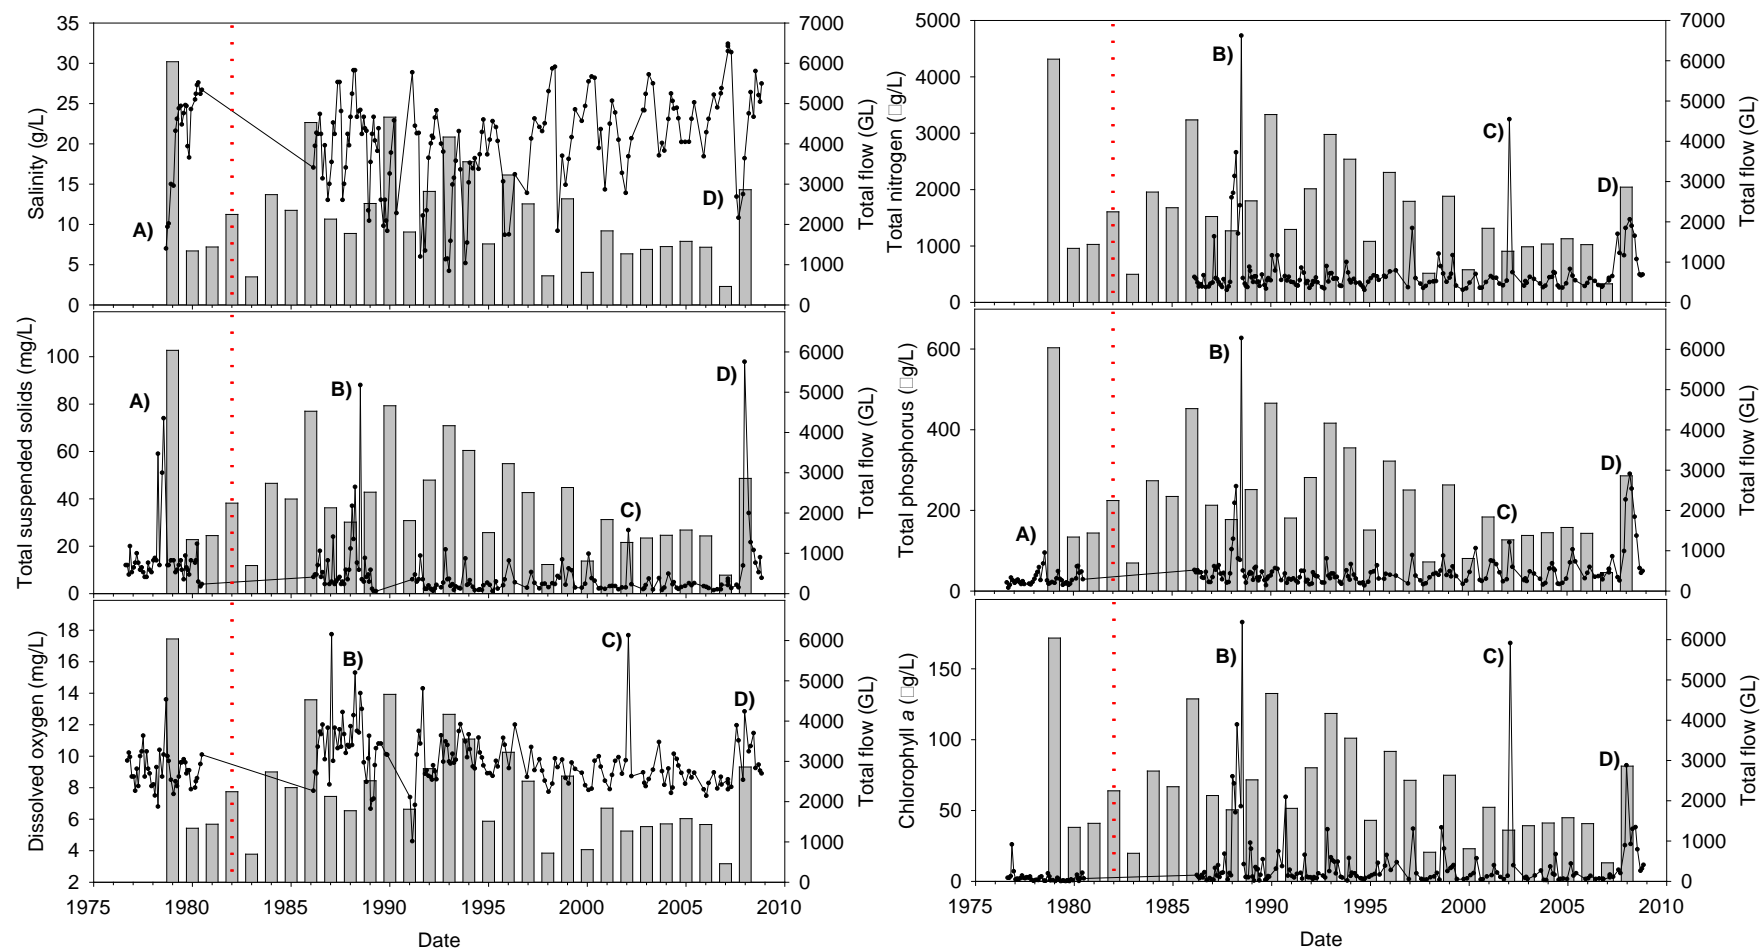 Salinity (g/L)
35
30
25
20
15
10
5
0
A)
D)
7000
6000
5000
4000
3000
2000
1000
0
Total flow (GL)
Total nitrogen (□g/L)
5000
4000
3000
2000
1000
0
B)
C)
D)
7000
6000
5000
4000
3000
2000
1000
0
Total flow (GL)
Total suspended solids (mg/L)
100
80
60
40
20
0
A)
B)
C)
D)
6000
5000
4000
3000
2000
1000
0
Total flow (GL)
Total phosphorus (□g/L)
600
400
200
0
A)
B)
C)
D)
6000
5000
4000
3000
2000
1000
0
Total flow (GL)
Dissolved oxygen (mg/L)
18
16
14
12
10
8
6
4
2
B)
C)
D)
6000
5000
4000
3000
2000
1000
0
Total flow (GL)
1975 1980 1985 1990 1995 2000 2005 2010
Date
Chlorophyll a (□g/L)
150
100
50
0
B)
C)
D)
6000
5000
4000
3000
2000
1000
0
Total flow (GL)
1975 1980 1985 1990 1995 2000 2005 2010
Date